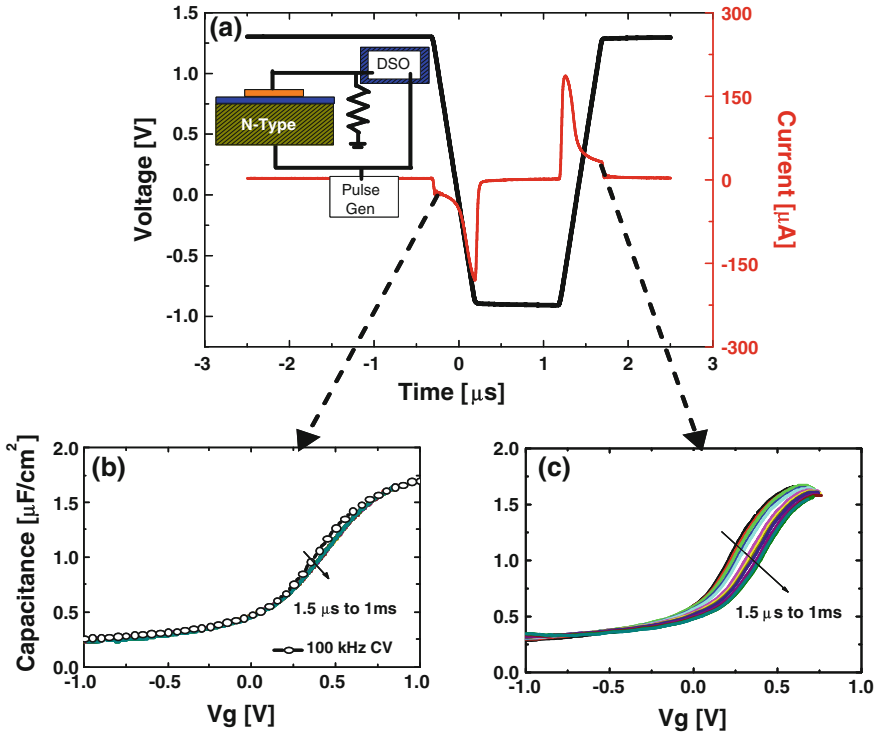 (a)
1.5
1.0
0.5
0.0
-0.5
-1.0
Voltage [V]
300
150
0
-150
-300
Current [μA]
DSO
N-Type
Pulse
Gen
-3
-2
-1
0
1
2
3
Time [μs]
(b)
2.0
1.5
1.0
0.5
0.0
Capacitance [μF/cm²]
1.5 μs to 1ms
100 kHz CV
-1.0
-0.5
0.0
0.5
1.0
Vg [V]
(c)
2.0
1.5
1.0
0.5
0.0
1.5 μs to 1ms
-1.0
-0.5
0.0
0.5
1.0
Vg [V]